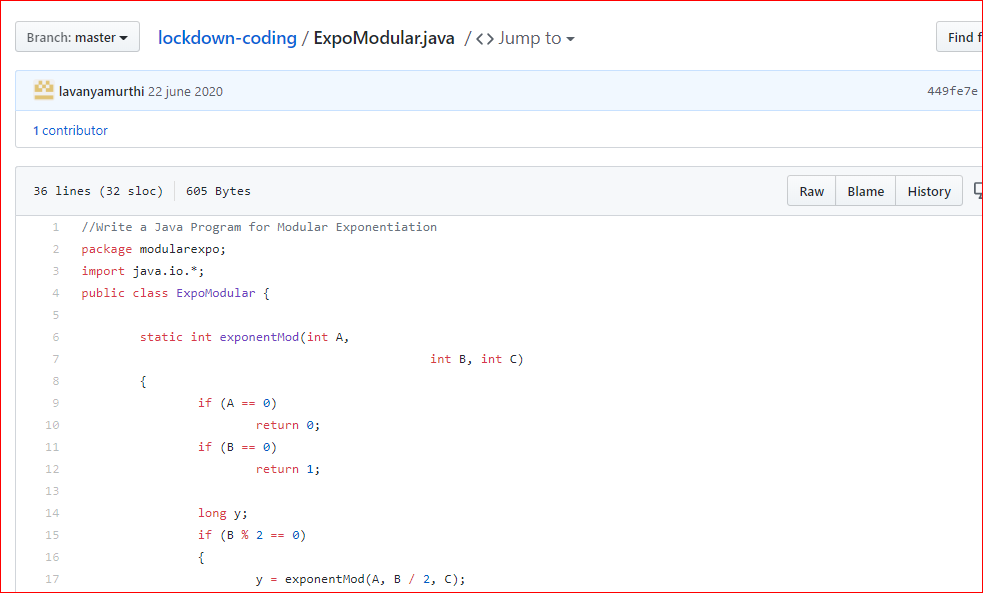 Branch: master lockdown-coding / ExpoModular.java / <> Jump to Find f
lavanyamurthi 22 june 2020 449fe7e
1 contributor
36 lines (32 sloc) 605 Bytes Raw Blame History
1 //Write a Java Program for Modular Exponentiation
2 package modularexpo;
3 import java.io.*;
4 public class ExpoModular {
5
6 static int exponentMod(int A,
7 int B, int C)
8 {
9 if (A == 0)
10 return 0;
11 if (B == 0)
12 return 1;
13
14 long y;
15 if (B % 2 == 0)
16 {
17 y = exponentMod(A, B / 2, C);